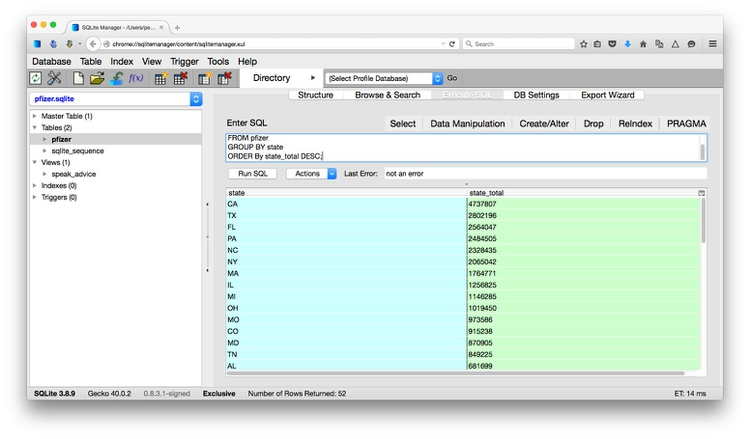 SQLite Manager - /Users/pe...
chrome://sqlitemanager/content/sqlitemanager.xul
Search
Database Table Index View Trigger Tools Help
f(x) Directory (Select Profile Database) Go
pfizer.sqlite
Structure Browse & Search Execute SQL DB Settings Export Wizard
Master Table (1)
Tables (2)
pfizer
sqlite_sequence
Views (1)
speak_advice
Indexes (0)
Triggers (0)
Enter SQL Select Data Manipulation Create/Alter Drop ReIndex PRAGMA
FROM pfizer
GROUP BY state
ORDER By state_total DESC;
Run SQL Actions Last Error: not an error
state state_total
CA 4737807
TX 2802196
FL 2564047
PA 2484505
NC 2328435
NY 2065042
MA 1764771
IL 1256825
MI 1146285
OH 1019450
MO 973586
CO 915238
MD 870905
TN 849225
AL 681699
SQLite 3.8.9 Gecko 40.0.2 0.8.3.1-signed Exclusive Number of Rows Returned: 52 ET: 14 ms